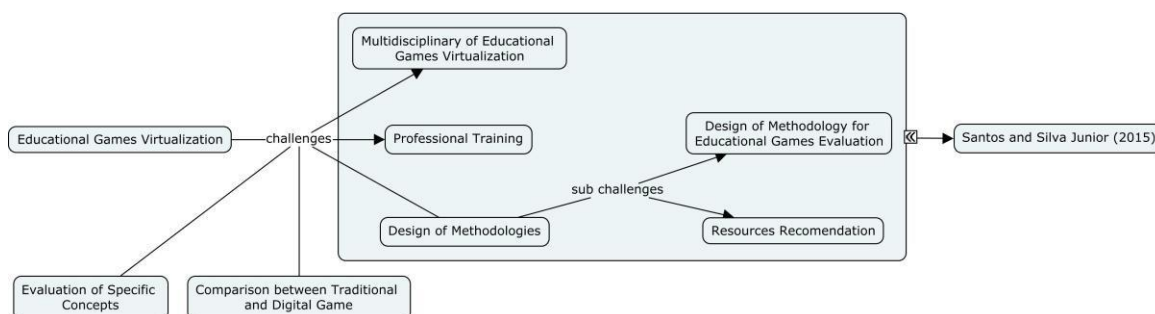 Multidisciplinary of Educational
Games Virtualization
Educational Games Virtualization
challenges
Professional Training
Design of Methodology for
Educational Games Evaluation
Santos and Silva Junior (2015)
sub challenges
Design of Methodologies
Resources Recomendation
Evaluation of Specific
Concepts
Comparison between Traditional
and Digital Game